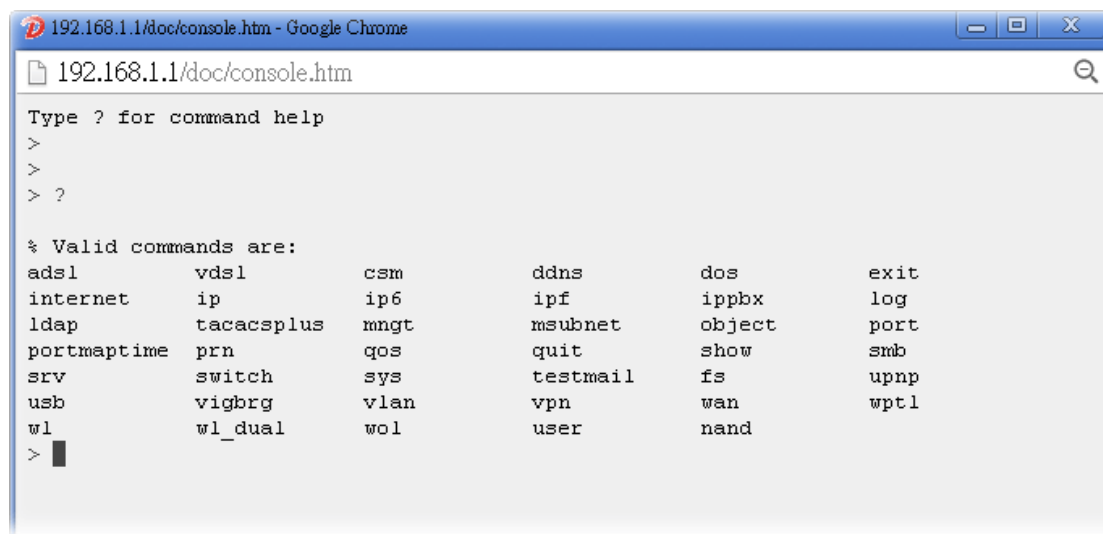 192.168.1.1/doc/console.htm - Google Chrome
192.168.1.1/doc/console.htm
Type ? for command help
>
>
> ?
% Valid commands are:
adsl vdsl csm ddns dos exit
internet ip ip6 ipf ippbx log
ldap tacacsplus mngt msubnet object port
portmaptime prn qos quit show smb
srv switch sys testmail fs upnp
usb vigbrg vlan vpn wan wptl
wl wl_dual wol user nand
>